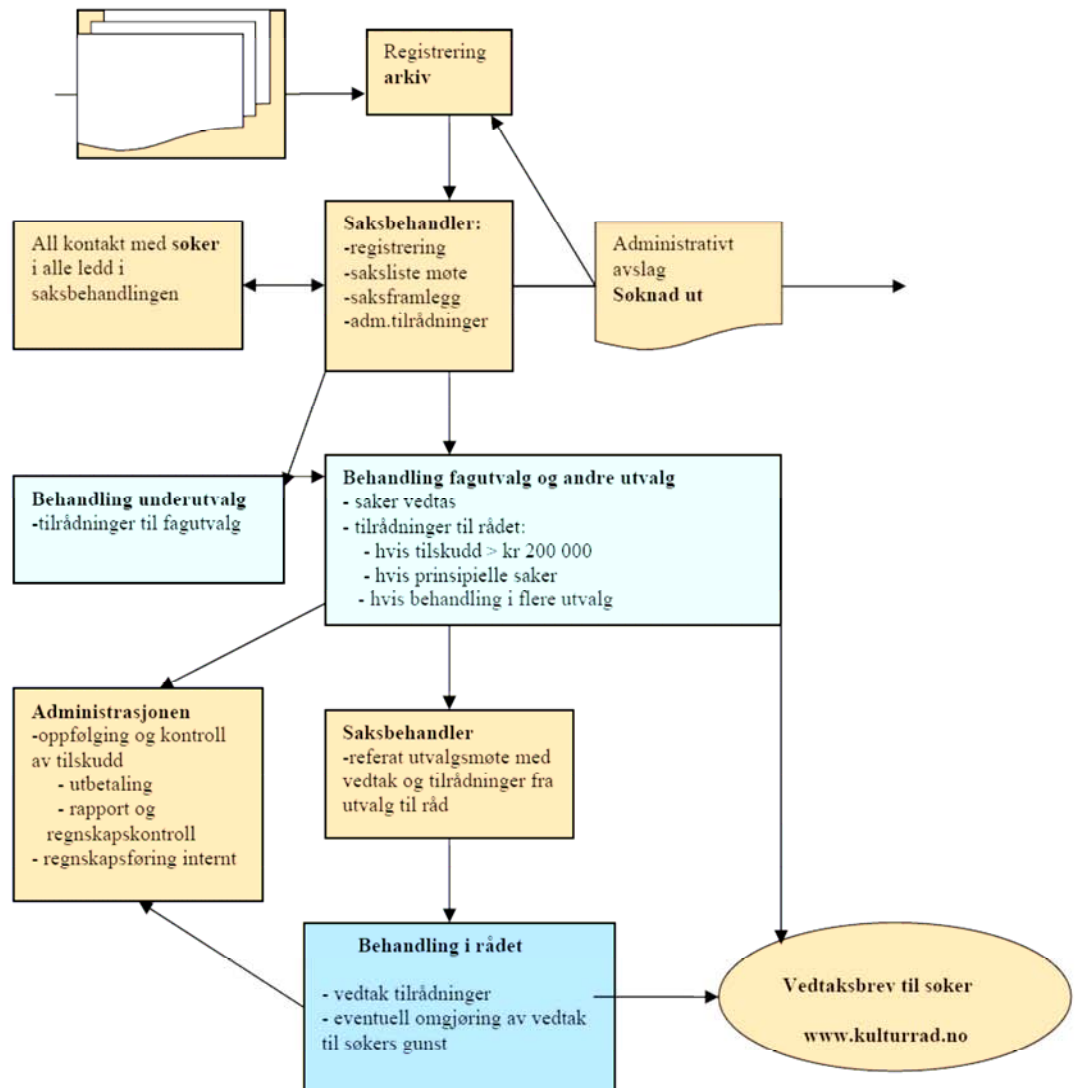 Registrering
arkiv
All kontakt med søker
i alle ledd i
saksbehandlingen
Saksbehandler:
-registrering
-saksliste møte
-saksframlegg
-adm.tilrådninger
Administrativt
avslag
Søknad ut
Behandling underutvalg
-tilrådninger til fagutvalg
Behandling fagutvalg og andre utvalg
- saker vedtas
- tilrådninger til rådet:
- hvis tilskudd > kr 200 000
- hvis prinsipielle saker
- hvis behandling i flere utvalg
Administrasjonen
-oppfølging og kontroll
av tilskudd
- utbetaling
- rapport og
regnskapskontroll
- regnskapsføring internt
Saksbehandler
-referat utvalgsmøte med
vedtak og tilrådninger fra
utvalg til råd
Behandling i rådet
- vedtak tilrådninger
- eventuell omgjøring av vedtak
til søkers gunst
Vedtaksbrev til søker
www.kulturrad.no